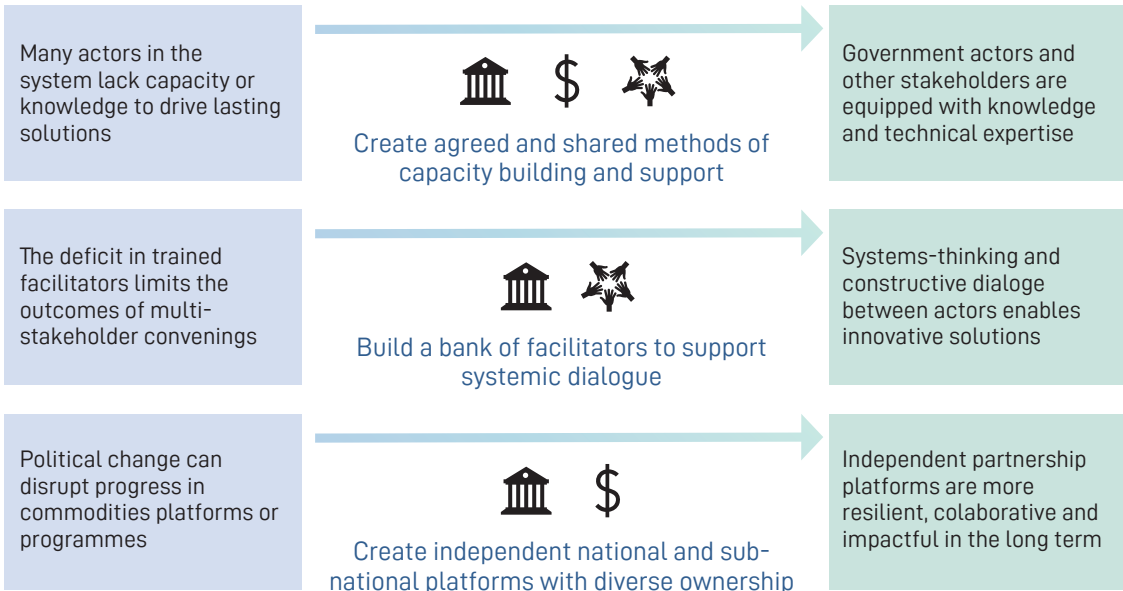 Many actors in the
system lack capacity or
knowledge to drive lasting
solutions
$
Create agreed and shared methods of
capacity building and support
Government actors and
other stakeholders are
equipped with knowledge
and technical expertise
The deficit in trained
facilitators limits the
outcomes of multi-
stakeholder convenings
Build a bank of facilitators to support
systemic dialogue
Systems-thinking and
constructive dialoge
between actors enables
innovative solutions
Political change can
disrupt progress in
commodities platforms or
programmes
$
Create independent national and sub-
national platforms with diverse ownership
Independent partnership
platforms are more
resilient, colaborative and
impactful in the long term